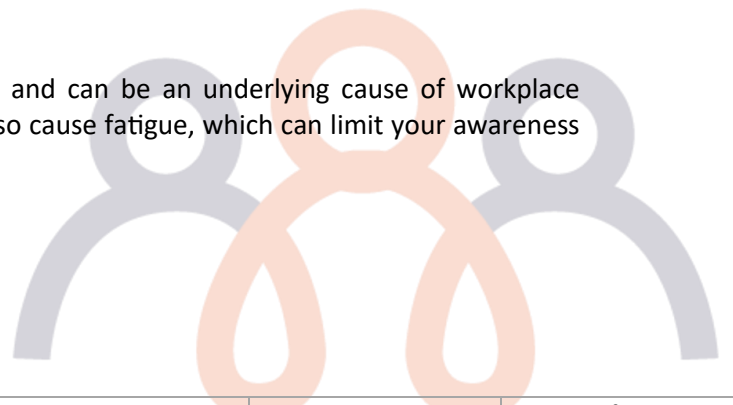 and can be an underlying cause of workplace
so cause fatigue, which can limit your awareness